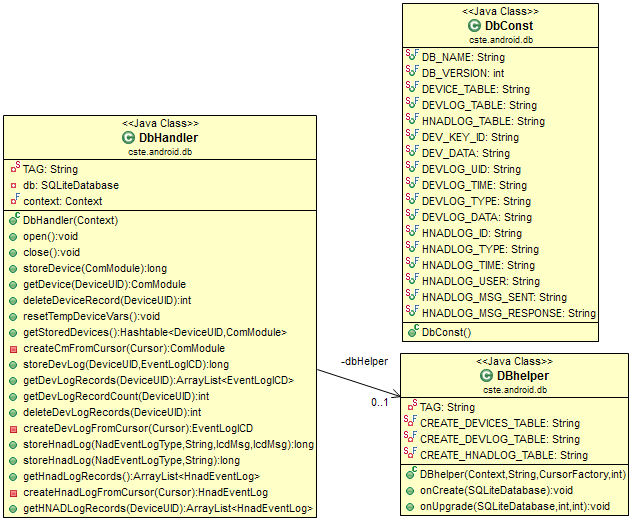 <<Java Class>>
DbConst
cste.android.db
DB_NAME: String
DB_VERSION: int
DEVICE_TABLE: String
DEVLOG_TABLE: String
HNADLOG_TABLE: String
DEV_KEY_ID: String
DEV_DATA: String
DEVLOG_UID: String
DEVLOG_TIME: String
DEVLOG_TYPE: String
DEVLOG_DATA: String
HNADLOG_ID: String
HNADLOG_TYPE: String
HNADLOG_TIME: String
HNADLOG_USER: String
HNADLOG_MSG_SENT: String
HNADLOG_MSG_RESPONSE: String
DbConst()
<<Java Class>>
DbHandler
cste.android.db
TAG: String
db: SQLiteDatabase
context: Context
DbHandler(Context)
open():void
close():void
storeDevice(ComModule):long
getDevice(DeviceUID):ComModule
deleteDeviceRecord(DeviceUID):int
resetTempDeviceVars():void
getStoredDevices():Hashtable<DeviceUID,ComModule>
createCmFromCursor(Cursor):ComModule
storeDevLog(DeviceUID,EventLogICD):long
getDevLogRecords(DeviceUID):ArrayList<EventLogICD>
getDevLogRecordCount(DeviceUID):int
deleteDevLogRecords(DeviceUID):int
createDevLogFromCursor(Cursor):EventLogICD
storeHnadLog(NadEventLogType,String,IcdMsg,IcdMsg):long
storeHnadLog(NadEventLogType,String):long
getHnadLogRecords():ArrayList<HnadEventLog>
createHnadLogFromCursor(Cursor):HnadEventLog
getHNADLogRecords(DeviceUID):ArrayList<HnadEventLog>
-dbHelper
0..1
<<Java Class>>
DBhelper
cste.android.db
TAG: String
CREATE_DEVICES_TABLE: String
CREATE_DEVLOG_TABLE: String
CREATE_HNADLOG_TABLE: String
DBhelper(Context,String,CursorFactory,int)
onCreate(SQLiteDatabase):void
onUpgrade(SQLiteDatabase,int,int):void